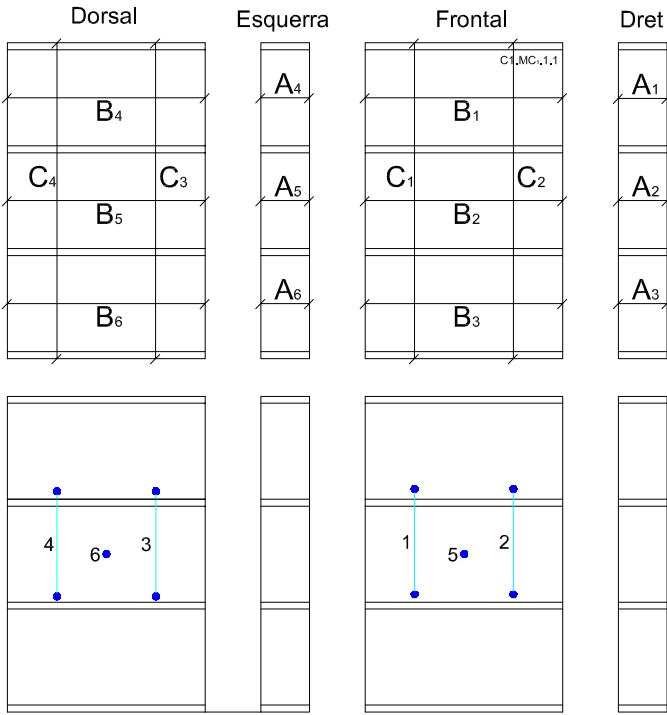 Dorsal Esquerra Frontal Dret
C1.MC.1.1
A4 A1
B4 B1
C4 C3 A5 C1 C2 A2
B5 B2
A6 A3
B6 B3
4 3 1 2
6 5